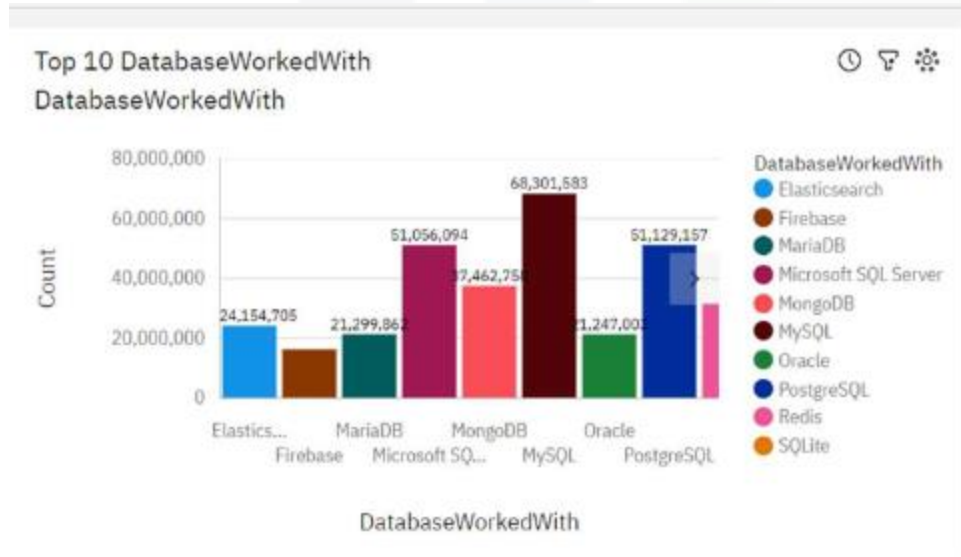 Top 10 DatabaseWorkedWith
DatabaseWorkedWith
80,000,000
60,000,000
40,000,000
20,000,000
0
Count
24,154,705
21,299,862
51,056,094
68,301,583
51,129,157
Elastics...
MariaDB
MongoDB
Oracle
Firebase
Microsoft SQ...
MySQL
PostgreSQL
DatabaseWorkedWith
DatabaseWorkedWith
Elasticsearch
Firebase
MariaDB
Microsoft SQL Server
MongoDB
MySQL
Oracle
PostgreSQL
Redis
SQLite